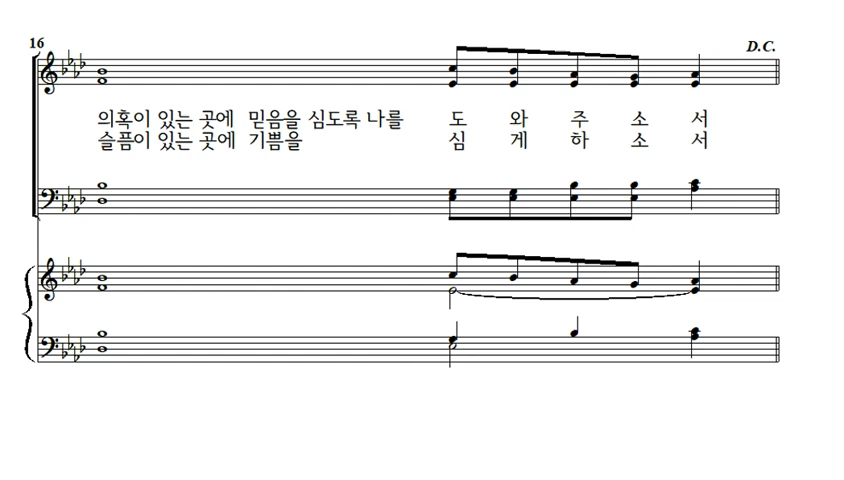 16
D.C.
의혹이 있는 곳에 믿음을 심도록 나를 도 와 주 소 서
슬픔이 있는 곳에 기쁨을 심 게 하 소 서